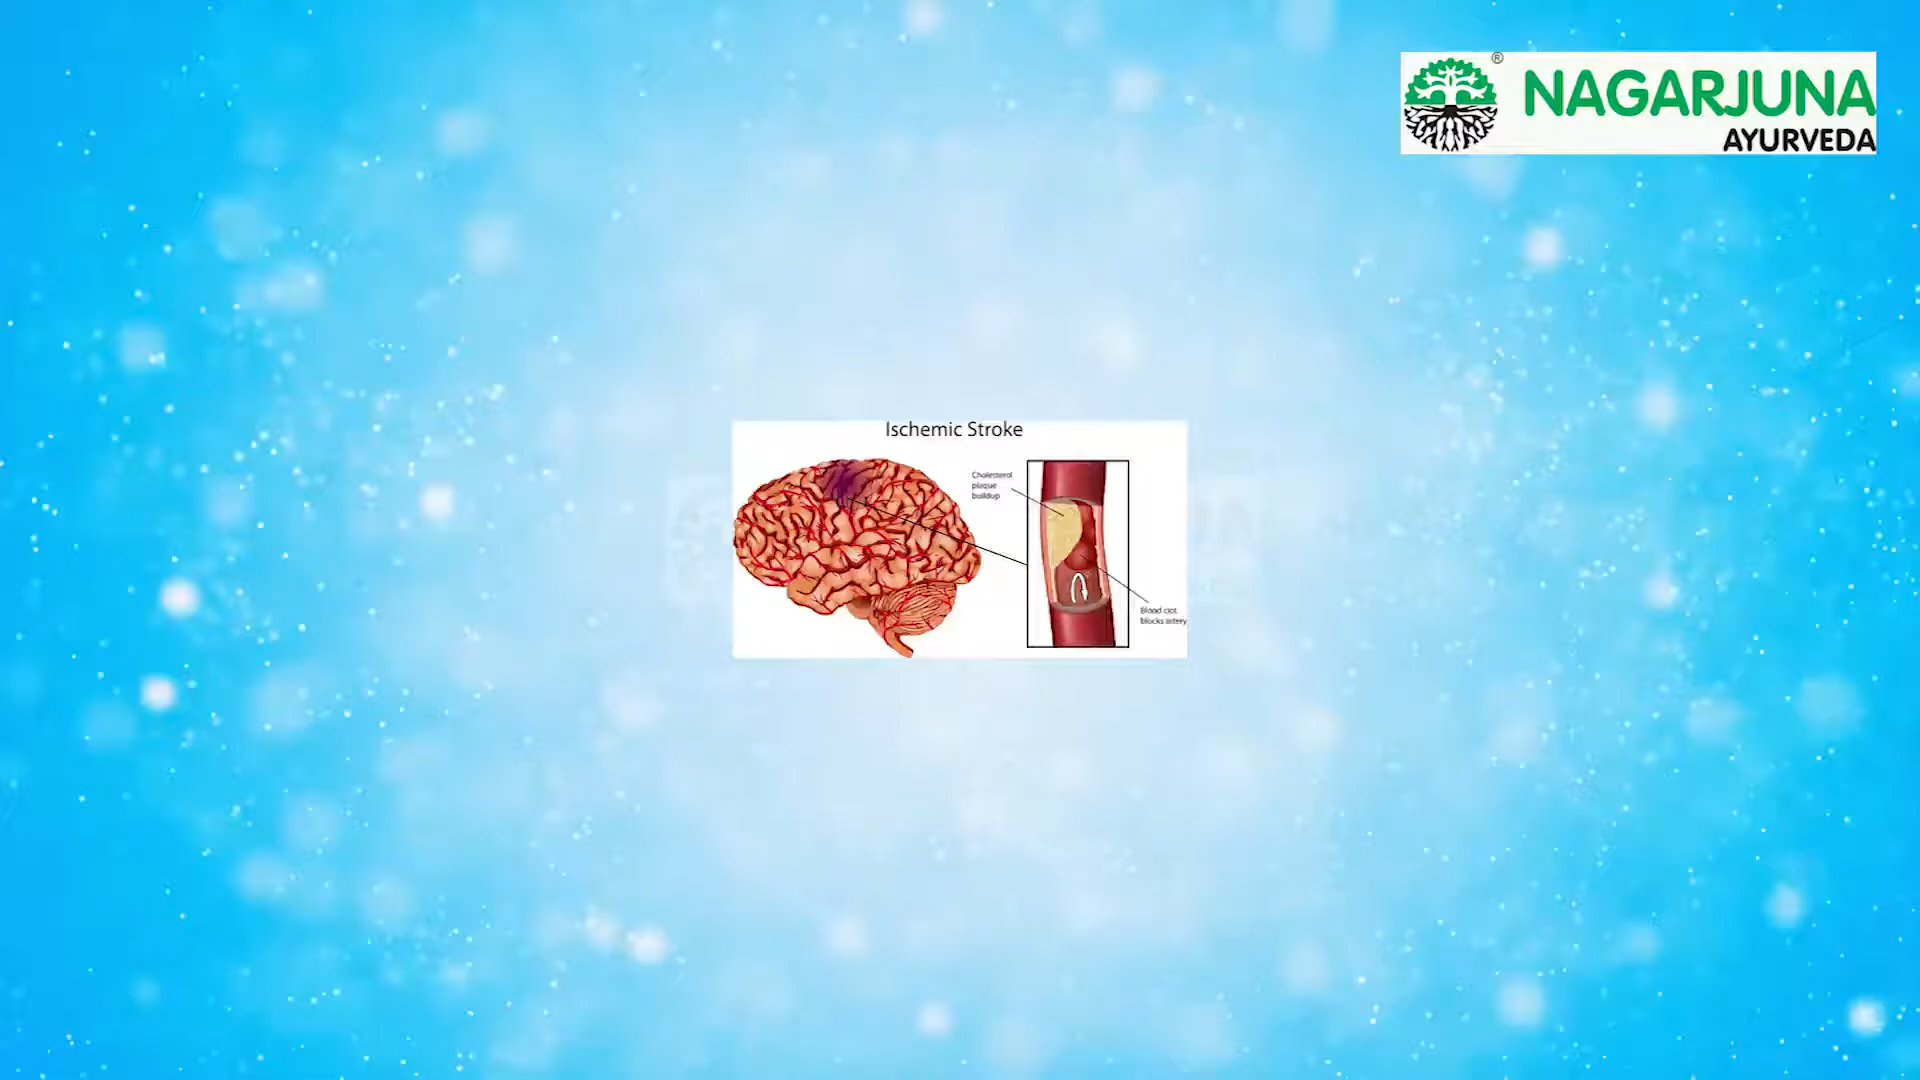 ®
NAGARJUNA
AYURVEDA
Ischemic Stroke
Cholesterol
plaque
buildup
Blood clot
blocks artery